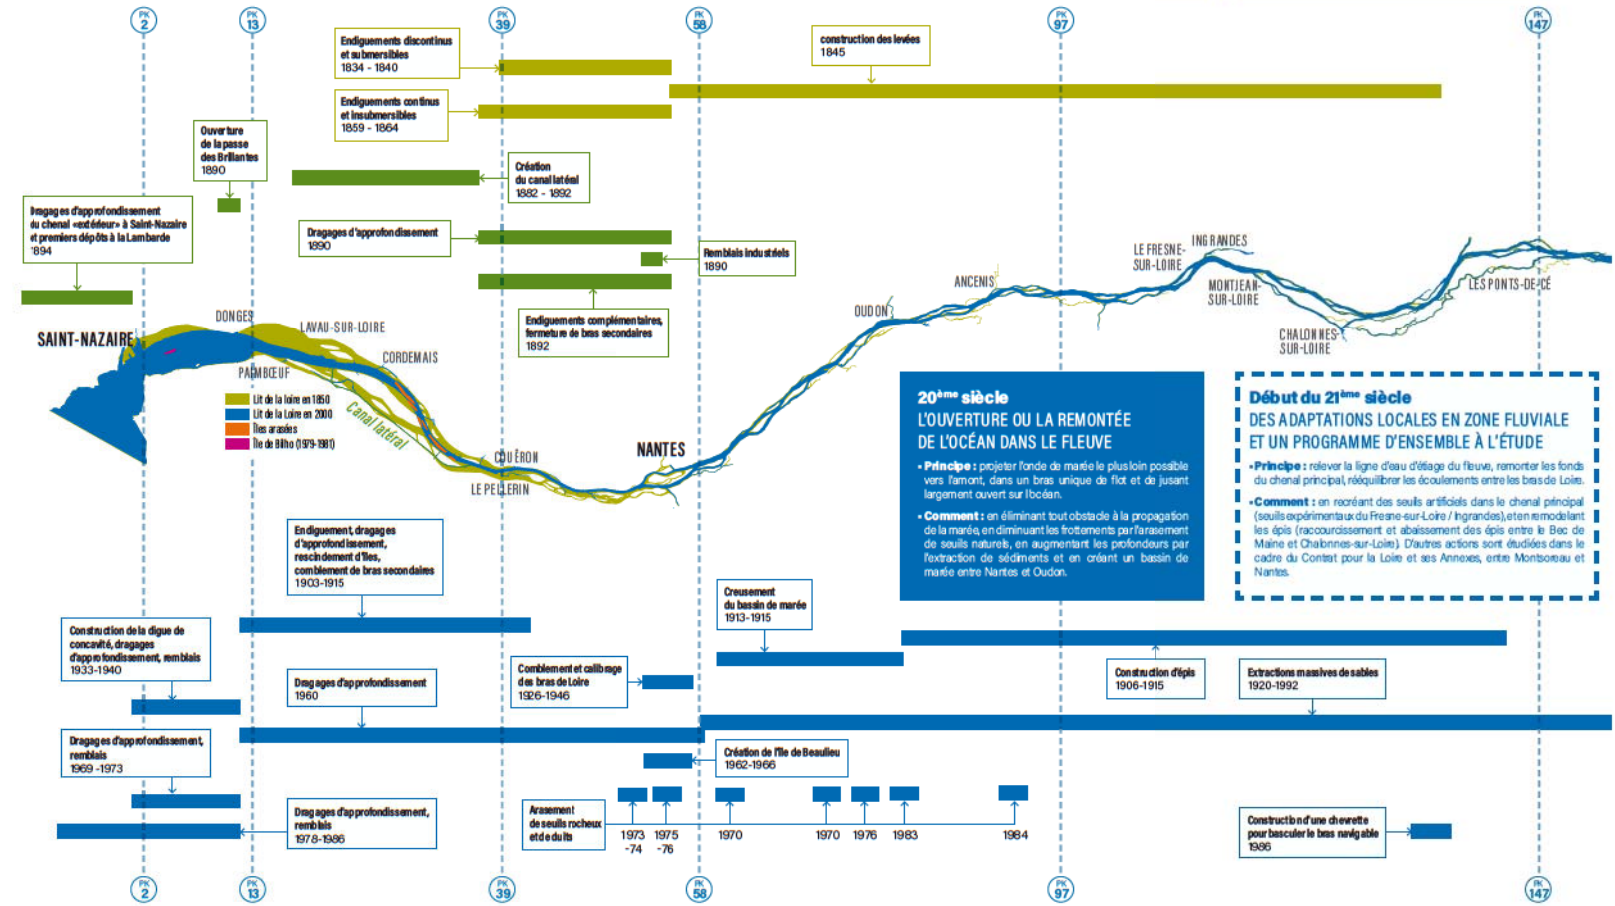 PK
2
PK
13
PK
39
PK
58
PK
97
PK
147
Endiguements discontinus
et submersibles
1834 - 1840
construction des levées
1845
Endiguements continus
et insubmersibles
1859 - 1864
Ouverture
de la passe
des Brillantes
1890
Création
du canal latéral
1882 - 1892
Dragages d'approfondissement
du chenal «extérieur» à Saint-Nazaire
et premiers dépôts à la Lambarde
1894
Dragages d'approfondissement
1890
Remblais industriels
1890
Endiguements complémentaires,
fermeture de bras secondaires
1892
SAINT-NAZAIRE
DONGES
LAVAU-SUR-LOIRE
CORDEMAIS
PAIMBŒUF
Canal latéral
COUËRON
LE PELLERIN
NANTES
OUDON
ANCENIS
LE FRESNE-
SUR-LOIRE
INGRANDES
MONTJEAN-
SUR-LOIRE
CHALONNES-
SUR-LOIRE
LES PONTS-DE-CÉ
Lit de la loire en 1850
Lit de la Loire en 2000
Îles arasées
Île de Bilho (1979-1981)
20ème siècle
L'OUVERTURE OU LA REMONTÉE
DE L'OCÉAN DANS LE FLEUVE
• Principe : projeter l'onde de marée le plus loin possible
vers l'amont, dans un bras unique de flot et de jusant
largement ouvert sur l'océan.
• Comment : en éliminant tout obstacle à la propagation
de la marée, en diminuant les frottements par l'arasement
de seuils naturels, en augmentant les profondeurs par
l'extraction de sédiments et en créant un bassin de
marée entre Nantes et Oudon.
Début du 21ème siècle
DES ADAPTATIONS LOCALES EN ZONE FLUVIALE
ET UN PROGRAMME D'ENSEMBLE À L'ÉTUDE
• Principe : relever la ligne d'eau d'étiage du fleuve, remonter les fonds
du chenal principal, rééquilibrer les écoulements entre les bras de Loire.
• Comment : en recréant des seuils artificiels dans le chenal principal
(seuils expérimentaux du Fresne-sur-Loire / Ingrandes), et en remodelant
les épis (raccourcissement et abaissement des épis entre le Bec de
Maine et Chalonnes-sur-Loire). D'autres actions sont étudiées dans le
cadre du Contrat pour la Loire et ses Annexes, entre Montsoreau et
Nantes.
Endiguement, dragages
d'approfondissement,
rescindement d'îles,
comblement de bras secondaires
1903-1915
Creusement
du bassin de marée
1913-1915
Construction de la digue de
concavité, dragages
d'approfondissement, remblais
1933-1940
Dragages d'approfondissement
1960
Comblement et calibrage
des bras de Loire
1926-1946
Construction d'épis
1906-1915
Extractions massives de sables
1920-1992
Dragages d'approfondissement,
remblais
1969 -1973
Création de l'île de Beaulieu
1962-1966
Dragages d'approfondissement,
remblais
1978-1986
Arasement
de seuils rocheux
et de duits
1973
-74
1975
-76
1970
1970
1976
1983
1984
Construction d'une chevrette
pour basculer le bras navigable
1986
PK
2
PK
13
PK
39
PK
58
PK
97
PK
147